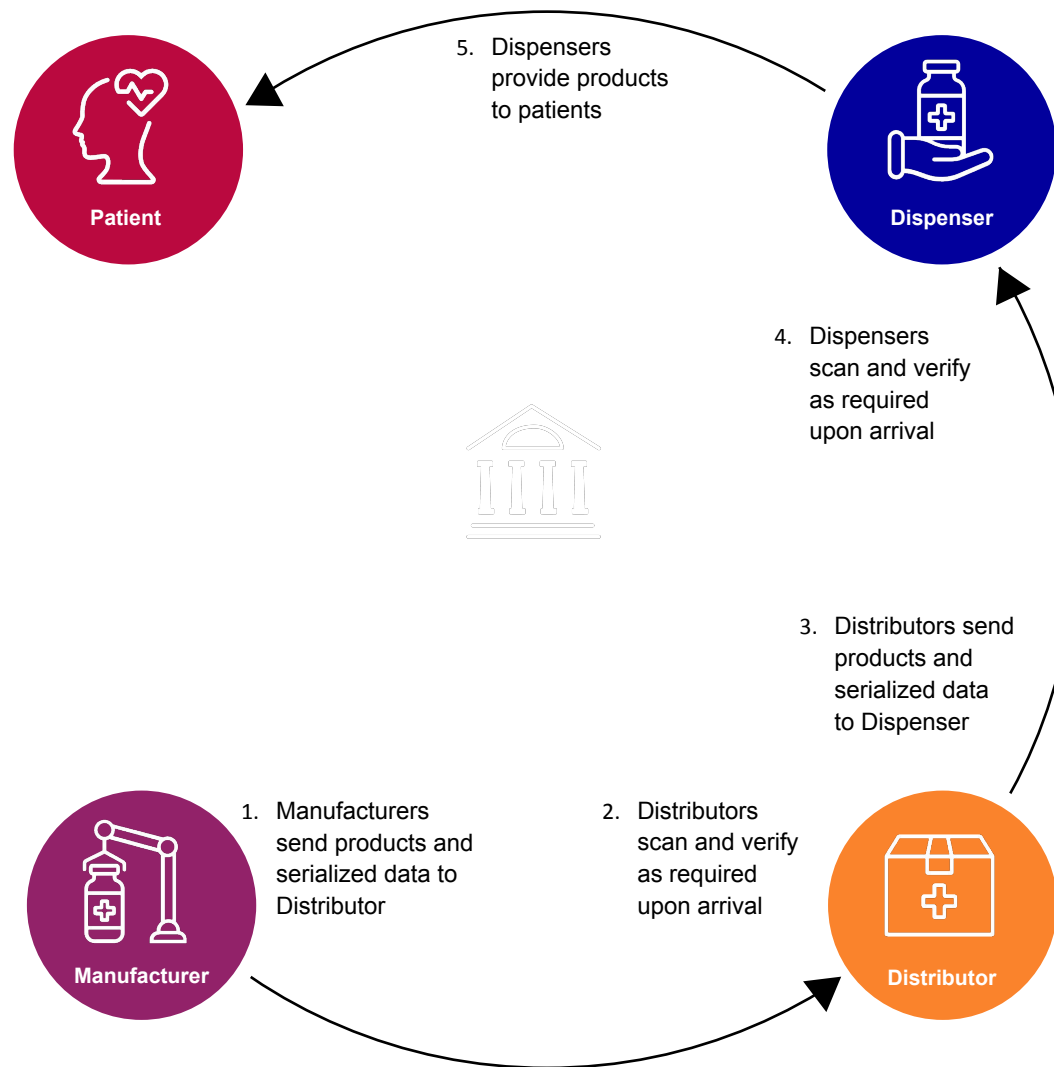 5. Dispensers
provide products
to patients
Patient
Dispenser
4. Dispensers
scan and verify
as required
upon arrival
3. Distributors send
products and
serialized data
to Dispenser
1. Manufacturers
send products and
serialized data to
Distributor
2. Distributors
scan and verify
as required
upon arrival
Manufacturer
Distributor